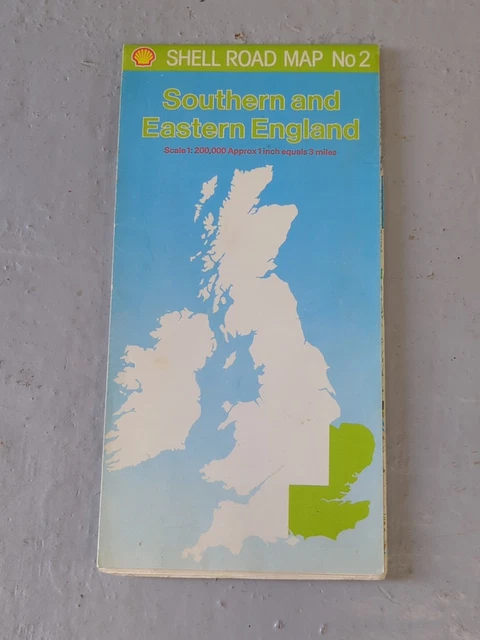 SHELL ROAD MAP No 2
Southern and
Eastern England
Scale 1: 200,000 Approx 1 inch equals 3 miles